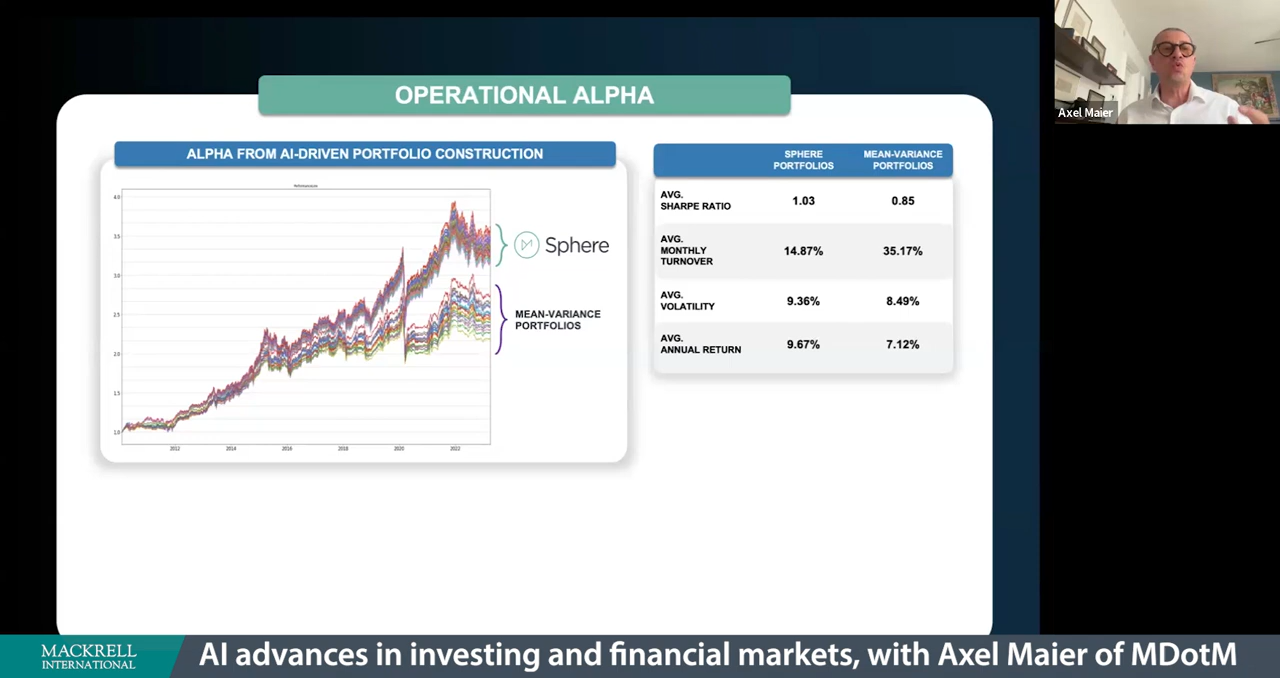 OPERATIONAL ALPHA
ALPHA FROM AI-DRIVEN PORTFOLIO CONSTRUCTION
4.0
3.5
3.0
2.5
2.0
1.5
1.0
2012 2014 2016 2018 2020 2022
Sphere
MEAN-VARIANCE
PORTFOLIOS
SPHERE
PORTFOLIOS
MEAN-VARIANCE
PORTFOLIOS
AVG.
SHARPE RATIO
1.03
0.85
AVG.
MONTHLY
TURNOVER
14.87%
35.17%
AVG.
VOLATILITY
9.36%
8.49%
AVG.
ANNUAL RETURN
9.67%
7.12%
Axel Maier
MACKRELL
INTERNATIONAL
AI advances in investing and financial markets, with Axel Maier of MDotM